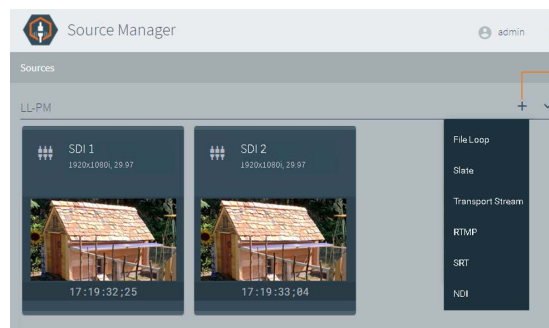 Source Manager
admin
Sources
LL-PM
SDI 1
1920x1080i, 29.97
SDI 2
1920x1080i, 29.97
File Loop
Slate
Transport Stream
RTMP
SRT
NDI
17:19:32;25
17:19:33;04